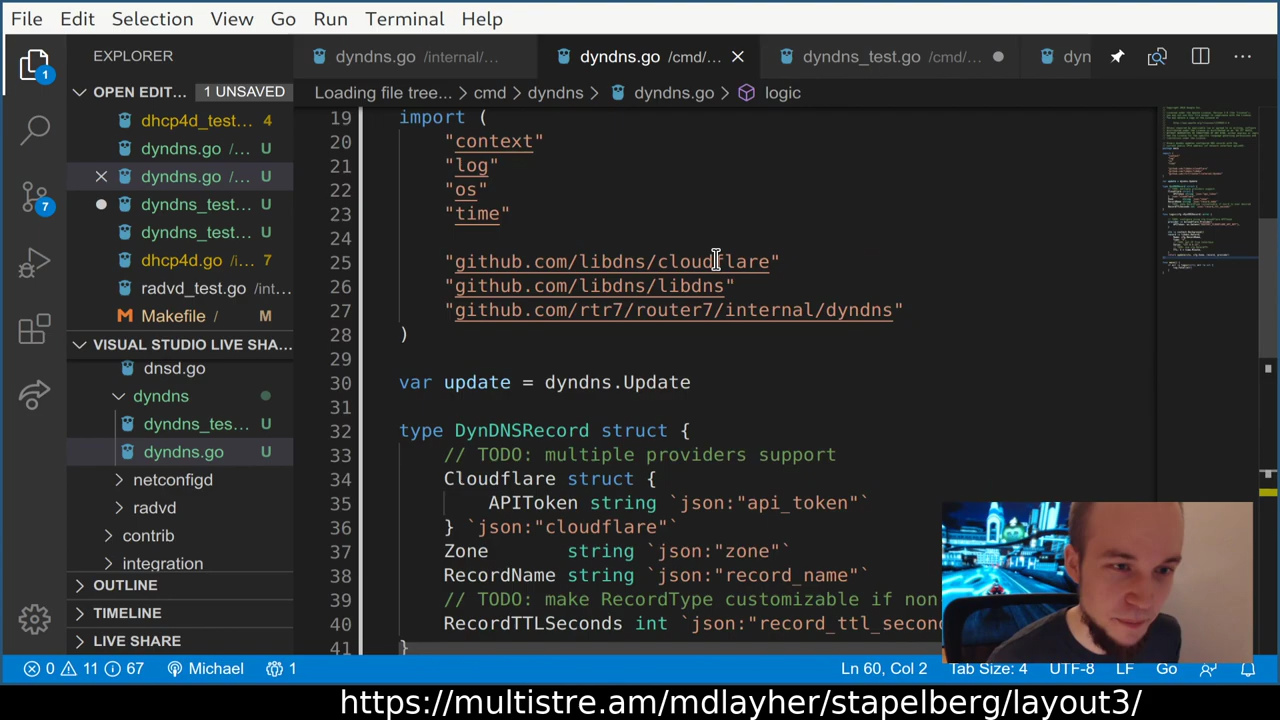 File Edit Selection View Go Run Terminal Help
EXPLORER
dyndns.go /internal/...
dyndns.go /cmd/...
dyndns_test.go /cmd/...
dyn
1
OPEN EDIT... 1 UNSAVED
Loading file tree... cmd dyndns dyndns.go logic
dhcp4d_test... 4
dyndns.go /... U
dyndns.go /... U
dyndns_test... U
dyndns_test... U
dhcp4d.go /i... 7
radvd_test.go /int...
Makefile / M
7
VISUAL STUDIO LIVE SHA...
dnsd.go
dyndns
dyndns_tes... U
dyndns.go U
netconfigd
radvd
contrib
integration
OUTLINE
TIMELINE
LIVE SHARE
19 import (
20 "context"
21 "log"
22 "os"
23 "time"
24
25 "github.com/libdns/cloudflare"
26 "github.com/libdns/libdns"
27 "github.com/rtr7/router7/internal/dyndns"
28 )
29
30 var update = dyndns.Update
31
32 type DynDNSRecord struct {
33 // TODO: multiple providers support
34 Cloudflare struct {
35 APIToken string `json:"api_token"`
36 } `json:"cloudflare"`
37 Zone string `json:"zone"`
38 RecordName string `json:"record_name"`
39 // TODO: make RecordType customizable if non
40 RecordTTLSeconds int `json:"record_ttl_second
41 }
0 11 67 Michael 1 Ln 60, Col 2 Tab Size: 4 UTF-8 LF Go
https://multistre.am/mdlayher/stapelberg/layout3/